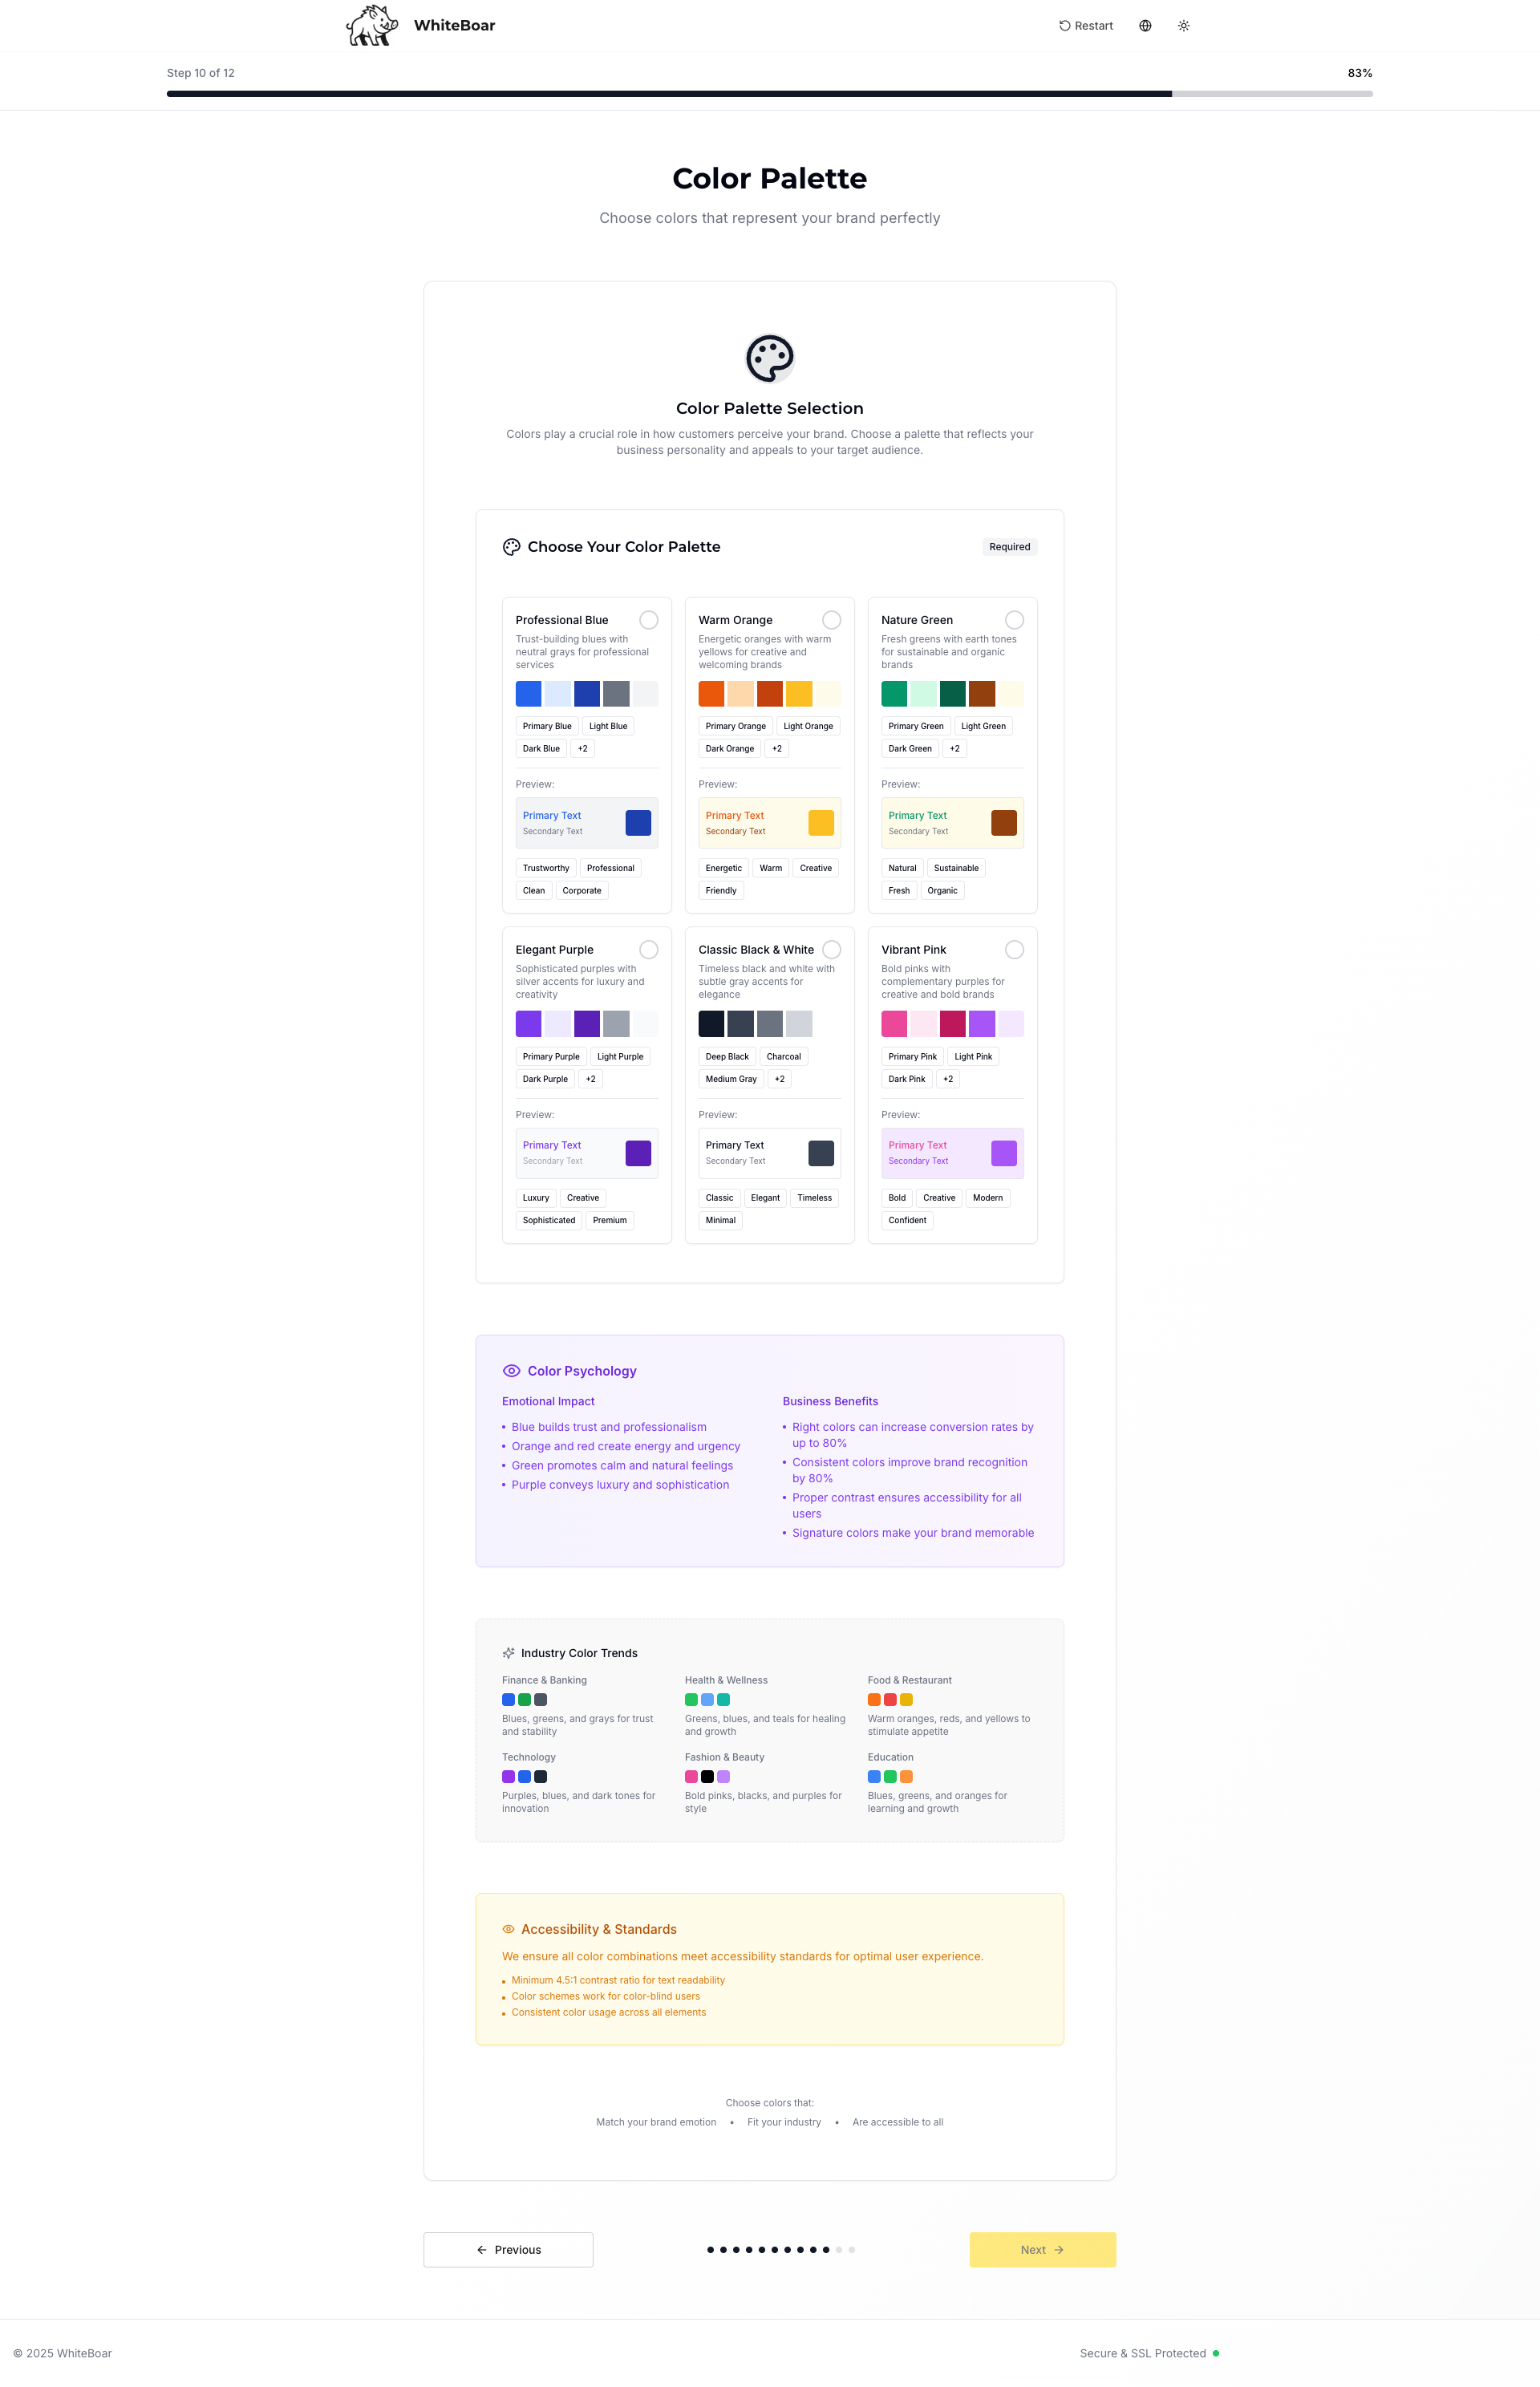 WhiteBoar
Restart
Step 10 of 12
83%
Color Palette
Choose colors that represent your brand perfectly
Color Palette Selection
Colors play a crucial role in how customers perceive your brand. Choose a palette that reflects your
business personality and appeals to your target audience.
Choose Your Color Palette
Required
Professional Blue
Trust-building blues with
neutral grays for professional
services
Primary Blue
Light Blue
Dark Blue
+2
Preview:
Primary Text
Secondary Text
Trustworthy
Professional
Clean
Corporate
Warm Orange
Energetic oranges with warm
yellows for creative and
welcoming brands
Primary Orange
Light Orange
Dark Orange
+2
Preview:
Primary Text
Secondary Text
Energetic
Warm
Creative
Friendly
Nature Green
Fresh greens with earth tones
for sustainable and organic
brands
Primary Green
Light Green
Dark Green
+2
Preview:
Primary Text
Secondary Text
Natural
Sustainable
Fresh
Organic
Elegant Purple
Sophisticated purples with
silver accents for luxury and
creativity
Primary Purple
Light Purple
Dark Purple
+2
Preview:
Primary Text
Secondary Text
Luxury
Creative
Sophisticated
Premium
Classic Black & White
Timeless black and white with
subtle gray accents for
elegance
Deep Black
Charcoal
Medium Gray
+2
Preview:
Primary Text
Secondary Text
Classic
Elegant
Timeless
Minimal
Vibrant Pink
Bold pinks with
complementary purples for
creative and bold brands
Primary Pink
Light Pink
Dark Pink
+2
Preview:
Primary Text
Secondary Text
Bold
Creative
Modern
Confident
Color Psychology
Emotional Impact
• Blue builds trust and professionalism
• Orange and red create energy and urgency
• Green promotes calm and natural feelings
• Purple conveys luxury and sophistication
Business Benefits
• Right colors can increase conversion rates by
up to 80%
• Consistent colors improve brand recognition
by 80%
• Proper contrast ensures accessibility for all
users
• Signature colors make your brand memorable
Industry Color Trends
Finance & Banking
Blues, greens, and grays for trust
and stability
Health & Wellness
Greens, blues, and teals for healing
and growth
Food & Restaurant
Warm oranges, reds, and yellows to
stimulate appetite
Technology
Purples, blues, and dark tones for
innovation
Fashion & Beauty
Bold pinks, blacks, and purples for
style
Education
Blues, greens, and oranges for
learning and growth
Accessibility & Standards
We ensure all color combinations meet accessibility standards for optimal user experience.
• Minimum 4.5:1 contrast ratio for text readability
• Color schemes work for color-blind users
• Consistent color usage across all elements
Choose colors that:
Match your brand emotion • Fit your industry • Are accessible to all
Previous
Next
© 2025 WhiteBoar
Secure & SSL Protected